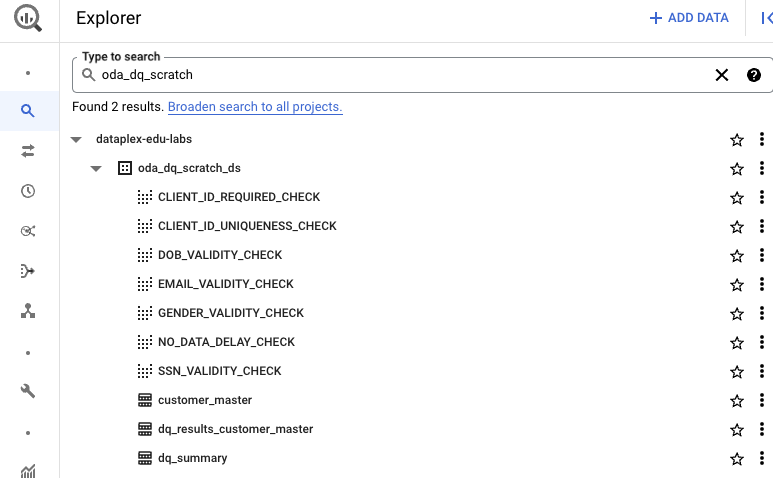 Explorer
+ ADD DATA
Type to search
oda_dq_scratch
Found 2 results. Broaden search to all projects.
dataplex-edu-labs
oda_dq_scratch_ds
CLIENT_ID_REQUIRED_CHECK
CLIENT_ID_UNIQUENESS_CHECK
DOB_VALIDITY_CHECK
EMAIL_VALIDITY_CHECK
GENDER_VALIDITY_CHECK
NO_DATA_DELAY_CHECK
SSN_VALIDITY_CHECK
customer_master
dq_results_customer_master
dq_summary